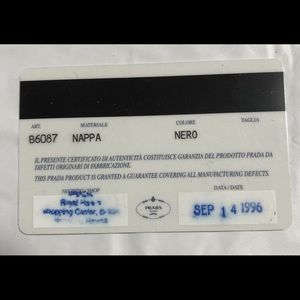 ART. MATERIALE COLORE TAGLIA
B6087 NAPPA NERO
IL PRESENTE CERTIFICATO DI AUTENTICITÀ COSTITUISCE GARANZIA DEL PRODOTTO PRADA DA
DIFETTI ORIGINARI DI FABBRICAZIONE.
THIS PRADA PRODUCT IS GRANTED A GUARANTEE COVERING ALL MANUFACTURING DEFECTS.
SHOP DATA / DATE
PRADA
SEP 14 1996